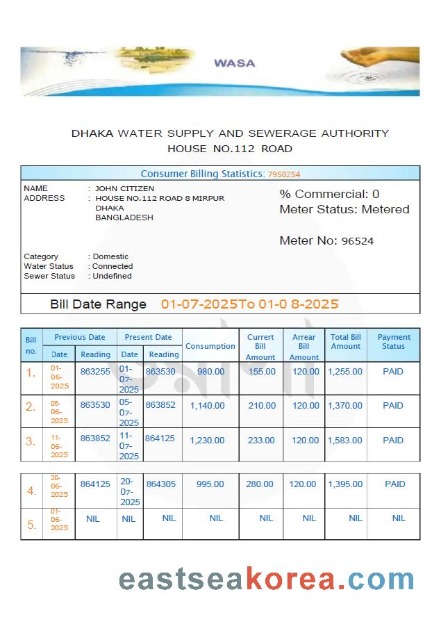 WASA
DHAKA WATER SUPPLY AND SEWERAGE AUTHORITY
HOUSE NO.112 ROAD
Consumer Billing Statistics: 7958254
NAME : JOHN CITIZEN
ADDRESS : HOUSE NO.112 ROAD 8 MIRPUR
DHAKA
BANGLADESH
% Commercial: 0
Meter Status: Metered
Meter No: 96524
Category : Domestic
Water Status : Connected
Sewer Status : Undefined
Bill Date Range 01-07-2025To 01-0 8-2025
Bill no. Previous Date Present Date Consumption Currert Bill Amount Arrear Bill Amount Total Bill Amount Payment Status
Date Reading Date Reading
1. 01-06-2025 863255 01-07-2025 863530 980.00 155.00 120.00 1,255.00 PAID
2. 05-06-2025 863530 05-07-2025 863852 1,140.00 210.00 120.00 1,370.00 PAID
3. 11-06-2025 863852 11-07-2025 864125 1,230.00 233.00 120.00 1,583.00 PAID
4. 20-06-2025 864125 20-07-2025 864305 995.00 280.00 120.00 1,395.00 PAID
5. 01-06-2025 NIL NIL NIL NIL NIL NIL NIL NIL
eastseakorea.com